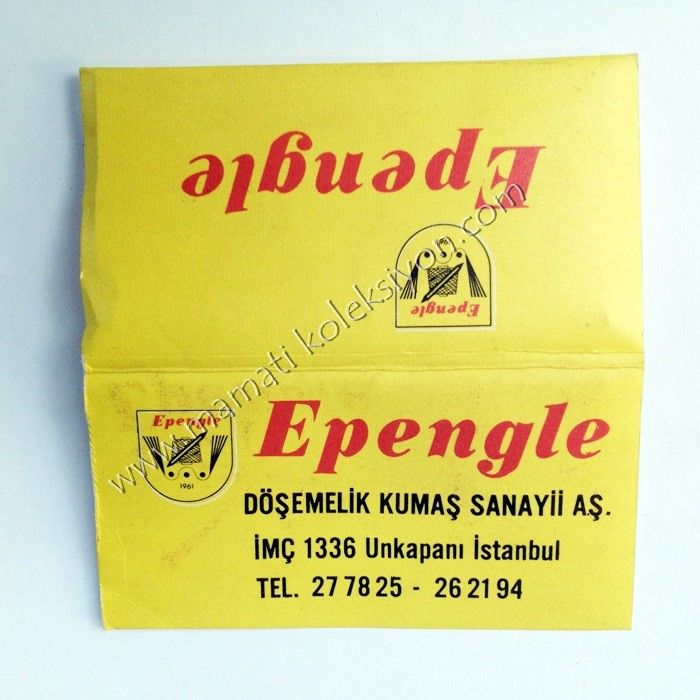 Epengle
1961
Epengle
Epengle
1961
Epengle
DÖŞEMELİK KUMAŞ SANAYİİ A.Ş.
İMÇ 1336 Unkapanı İstanbul
TEL. 27 78 25 - 26 21 94
www.mamati koleksiyon.com